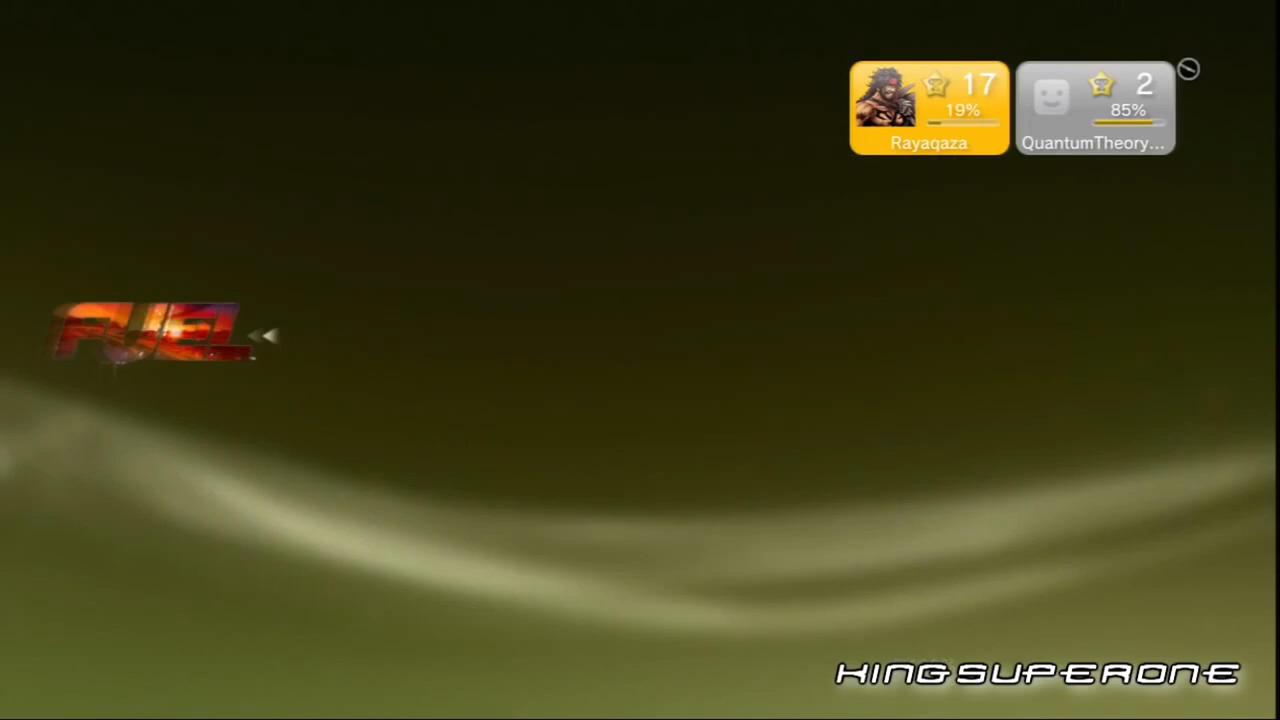 17
19%
Rayaqaza
2
85%
QuantumTheory...
FUEL
KINGSUPERONE